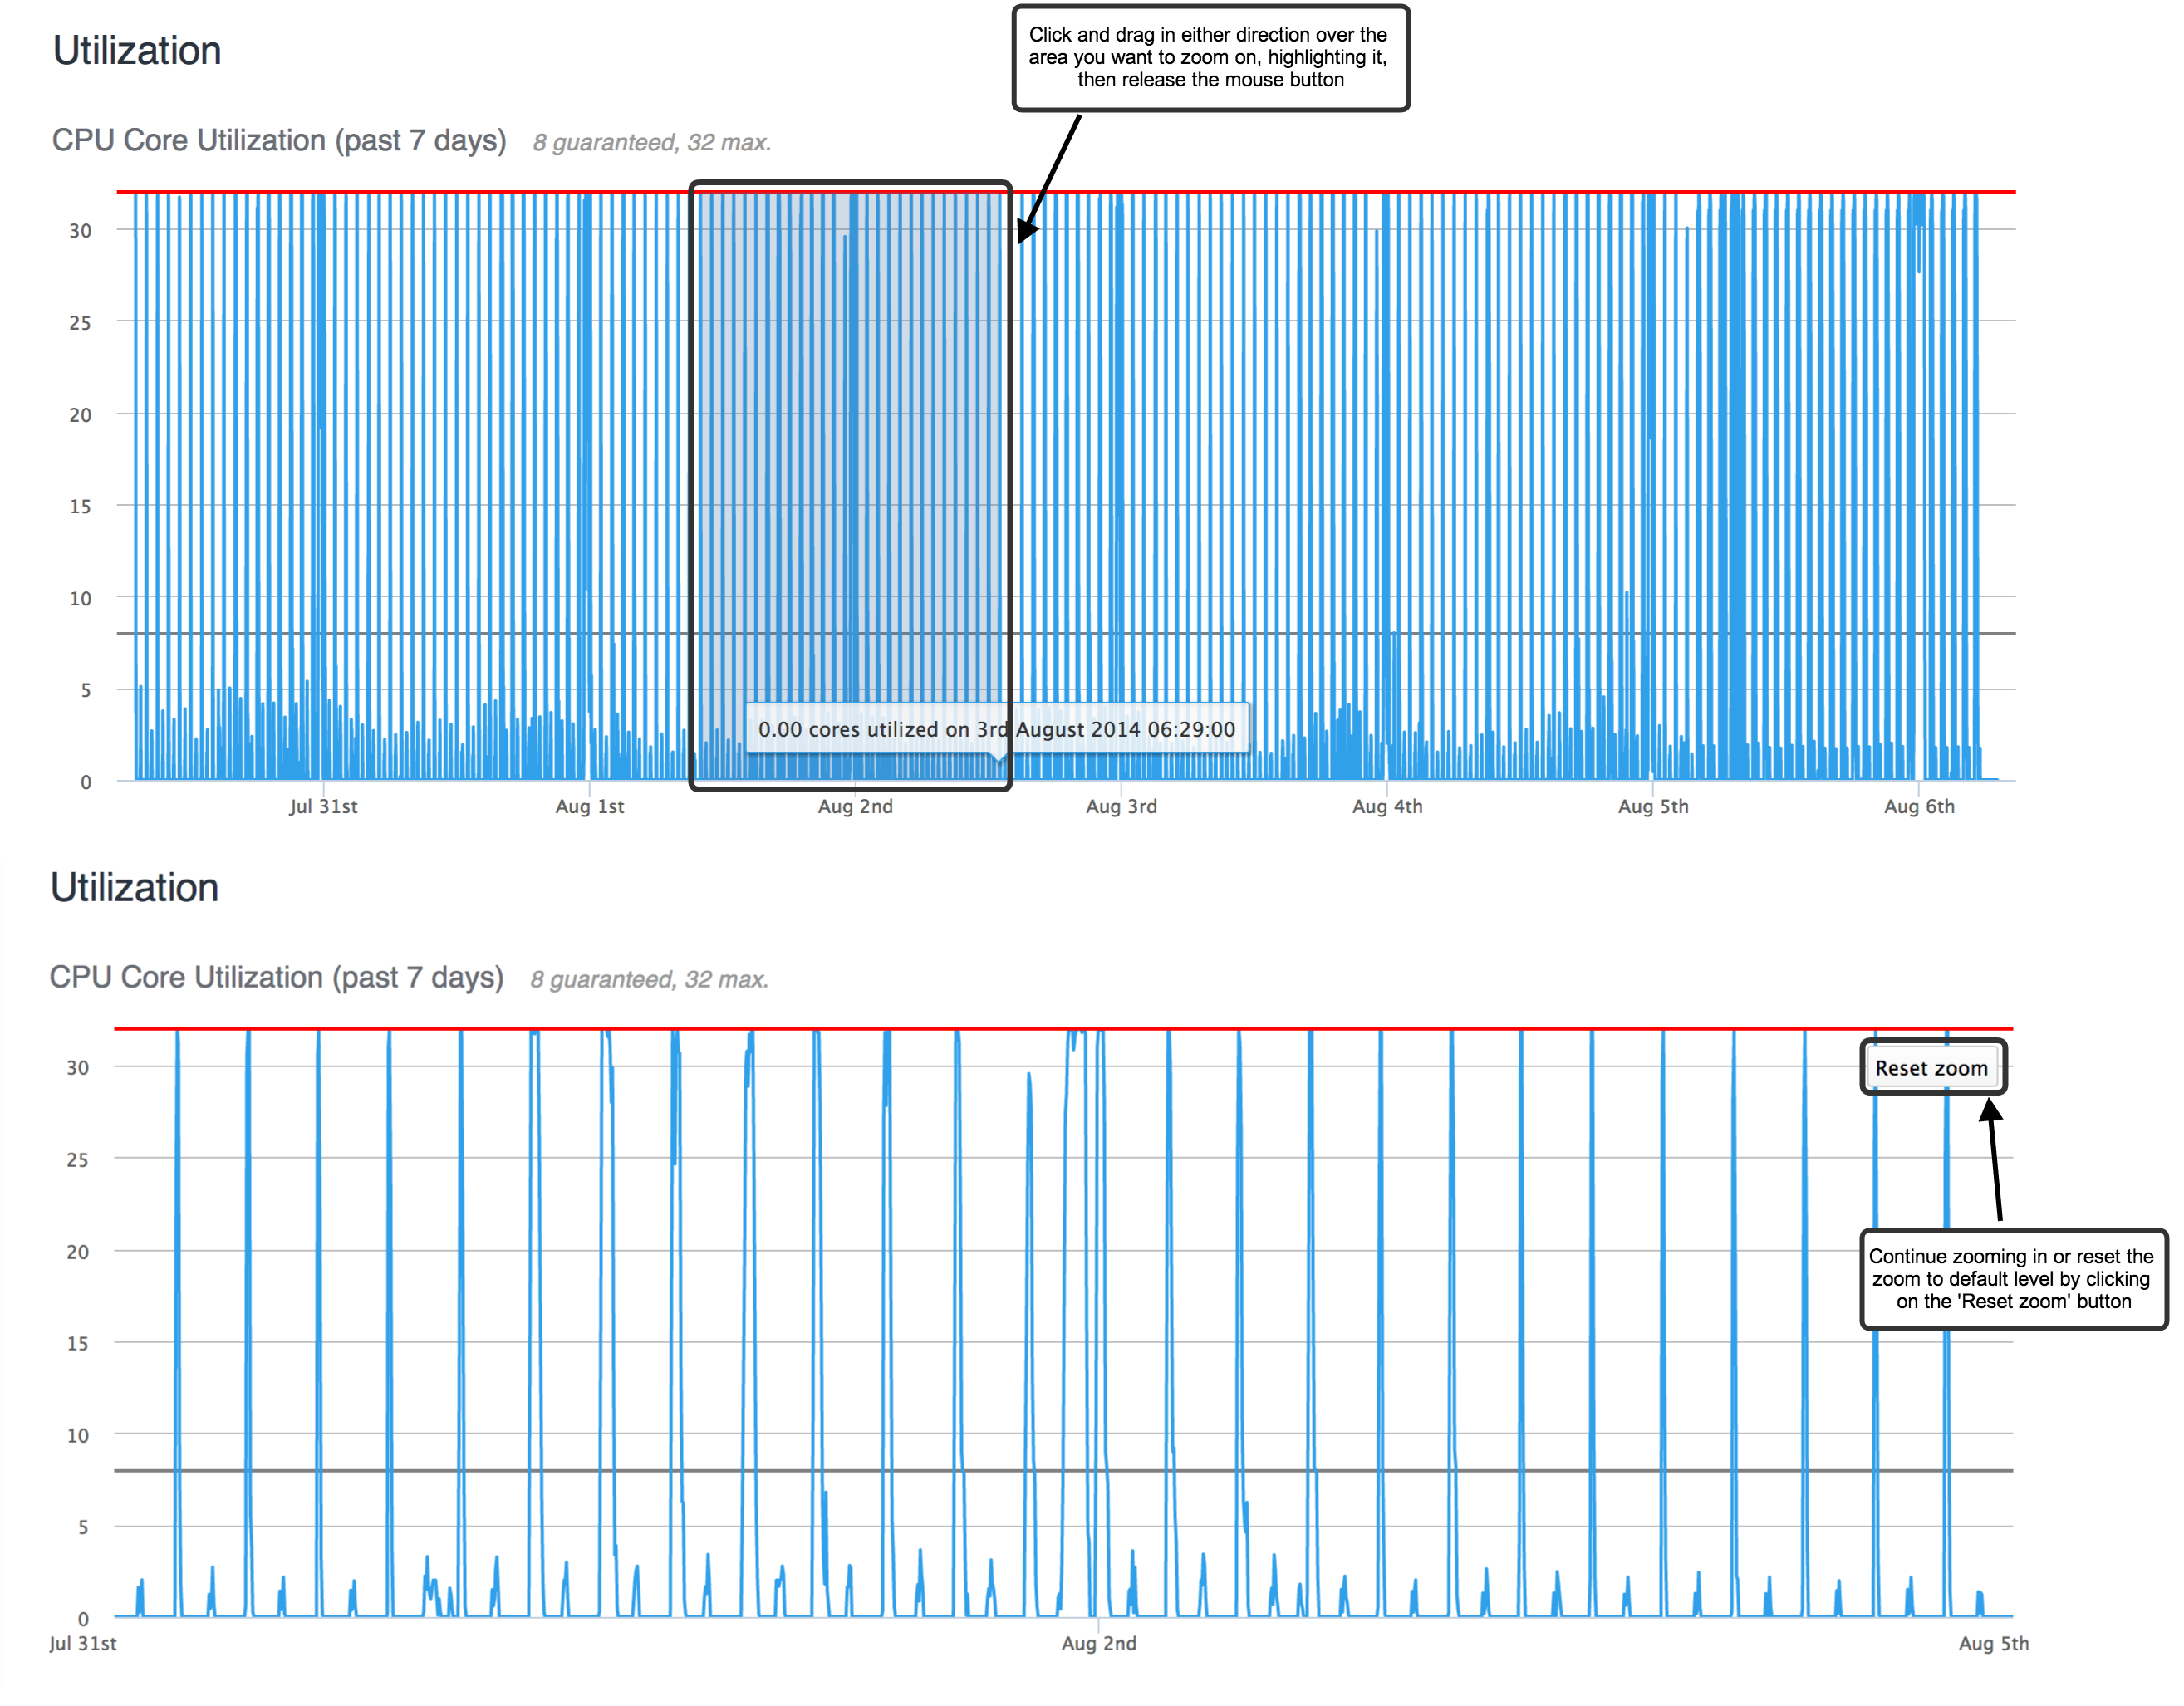 Utilization
Click and drag in either direction over the
area you want to zoom on, highlighting it,
then release the mouse button
CPU Core Utilization (past 7 days) 8 guaranteed, 32 max.
30
25
20
15
10
5
0
0.00 cores utilized on 3rd August 2014 06:29:00
Jul 31st Aug 1st Aug 2nd Aug 3rd Aug 4th Aug 5th Aug 6th
Utilization
CPU Core Utilization (past 7 days) 8 guaranteed, 32 max.
30
25
20
15
10
5
0
Reset zoom
Continue zooming in or reset the
zoom to default level by clicking
on the 'Reset zoom' button
Jul 31st Aug 2nd Aug 5th